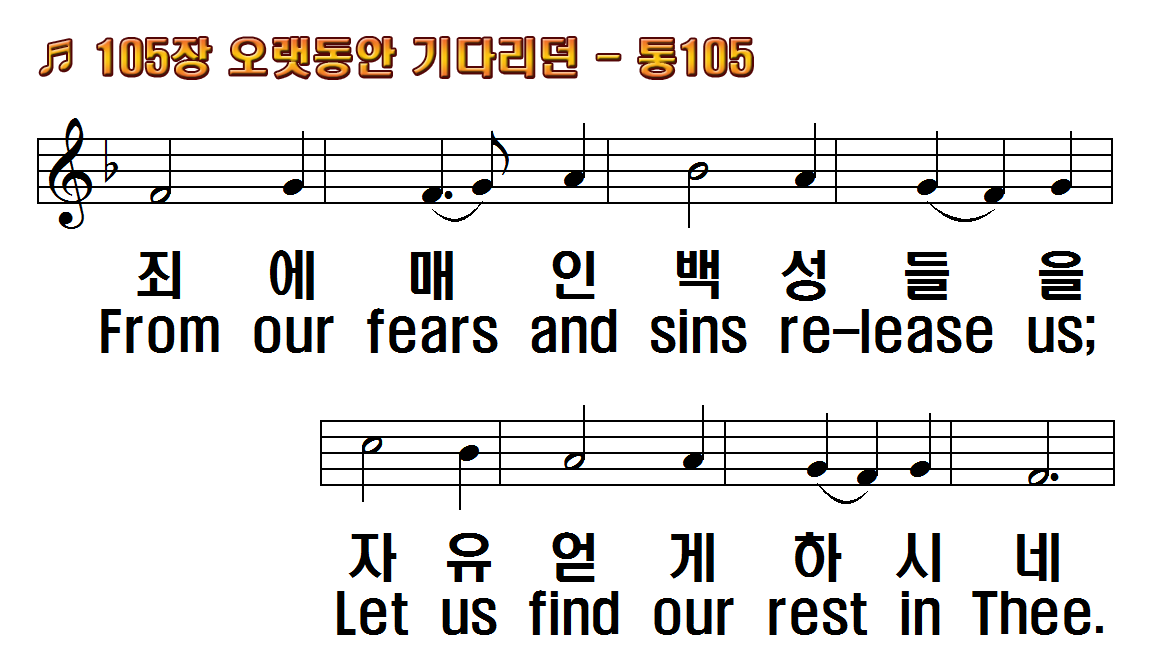 ♬ 105장 오랫동안 기다리던 - 통105
죄 에 매 인 백 성 들 을
From our fears and sins re-lease us;
자 유 얻 게 하 시 네
Let us find our rest in Thee.